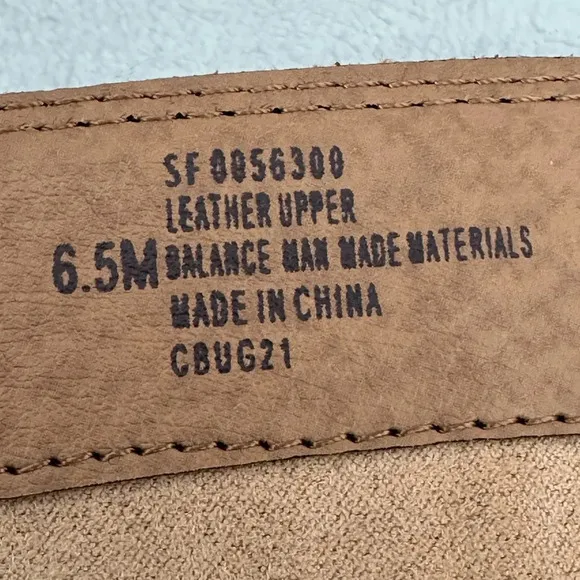 SF 0056300
LEATHER UPPER
6.5M BALANCE MAN MADE MATERIALS
MADE IN CHINA
CBUG21